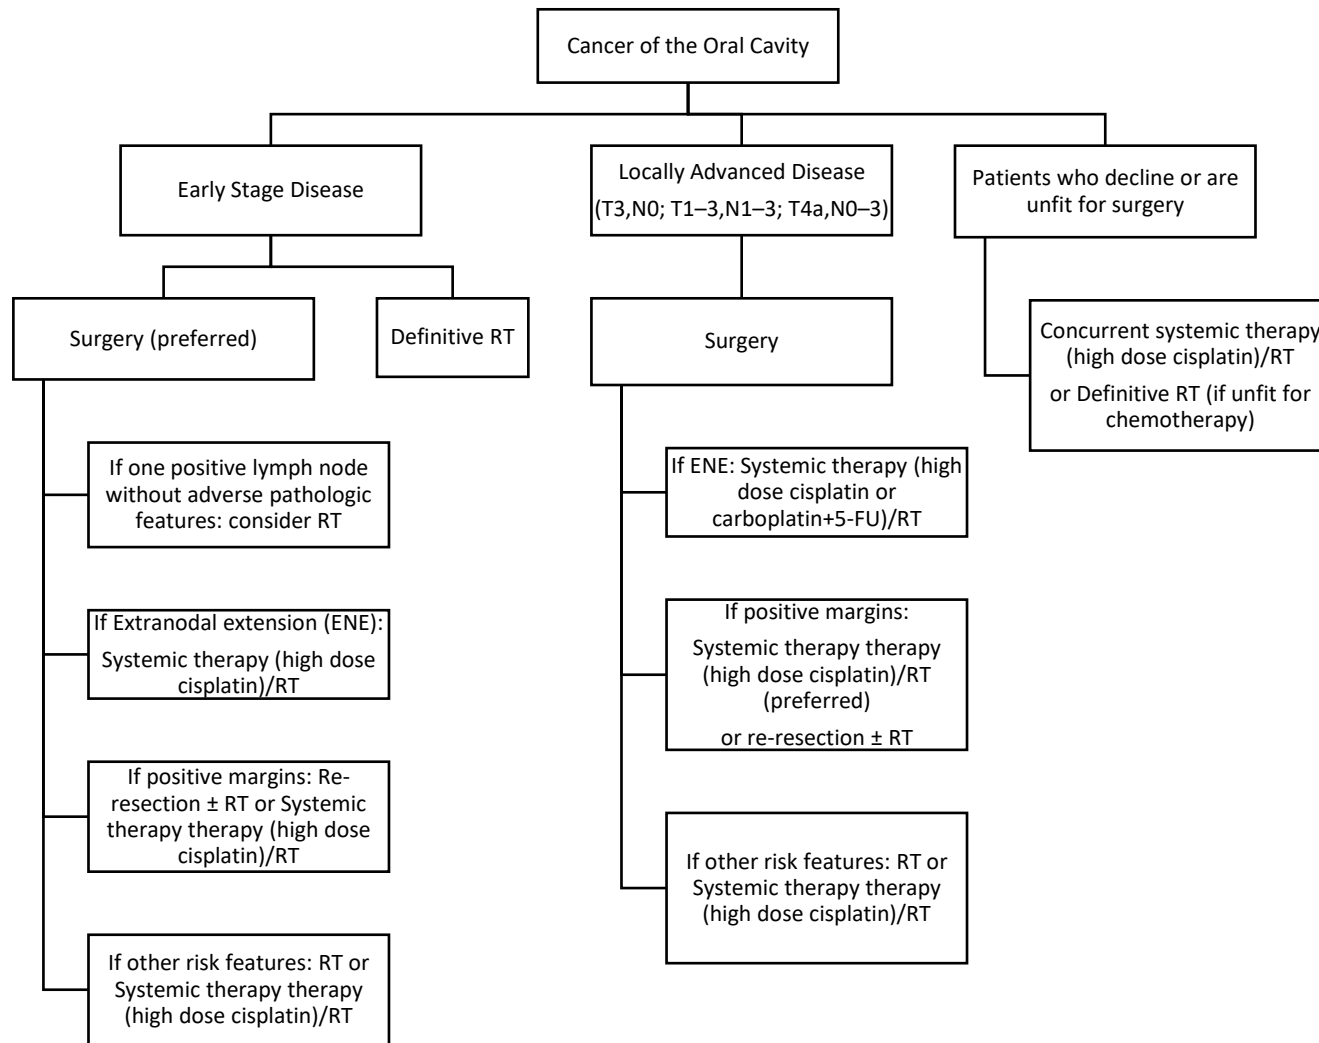 Cancer of the Oral Cavity
Early Stage Disease
Locally Advanced Disease
(T3,N0; T1–3,N1–3; T4a,N0–3)
Patients who decline or are
unfit for surgery
Surgery (preferred)
Definitive RT
Surgery
Concurrent systemic therapy
(high dose cisplatin)/RT
or Definitive RT (if unfit for
chemotherapy)
If one positive lymph node
without adverse pathologic
features: consider RT
If Extranodal extension (ENE):
Systemic therapy (high dose
cisplatin)/RT
If positive margins: Re-
resection ± RT or Systemic
therapy therapy (high dose
cisplatin)/RT
If other risk features: RT or
Systemic therapy therapy
(high dose cisplatin)/RT
If ENE: Systemic therapy (high
dose cisplatin or
carboplatin+5-FU)/RT
If positive margins:
Systemic therapy therapy
(high dose cisplatin)/RT
(preferred)
or re-resection ± RT
If other risk features: RT or
Systemic therapy therapy
(high dose cisplatin)/RT